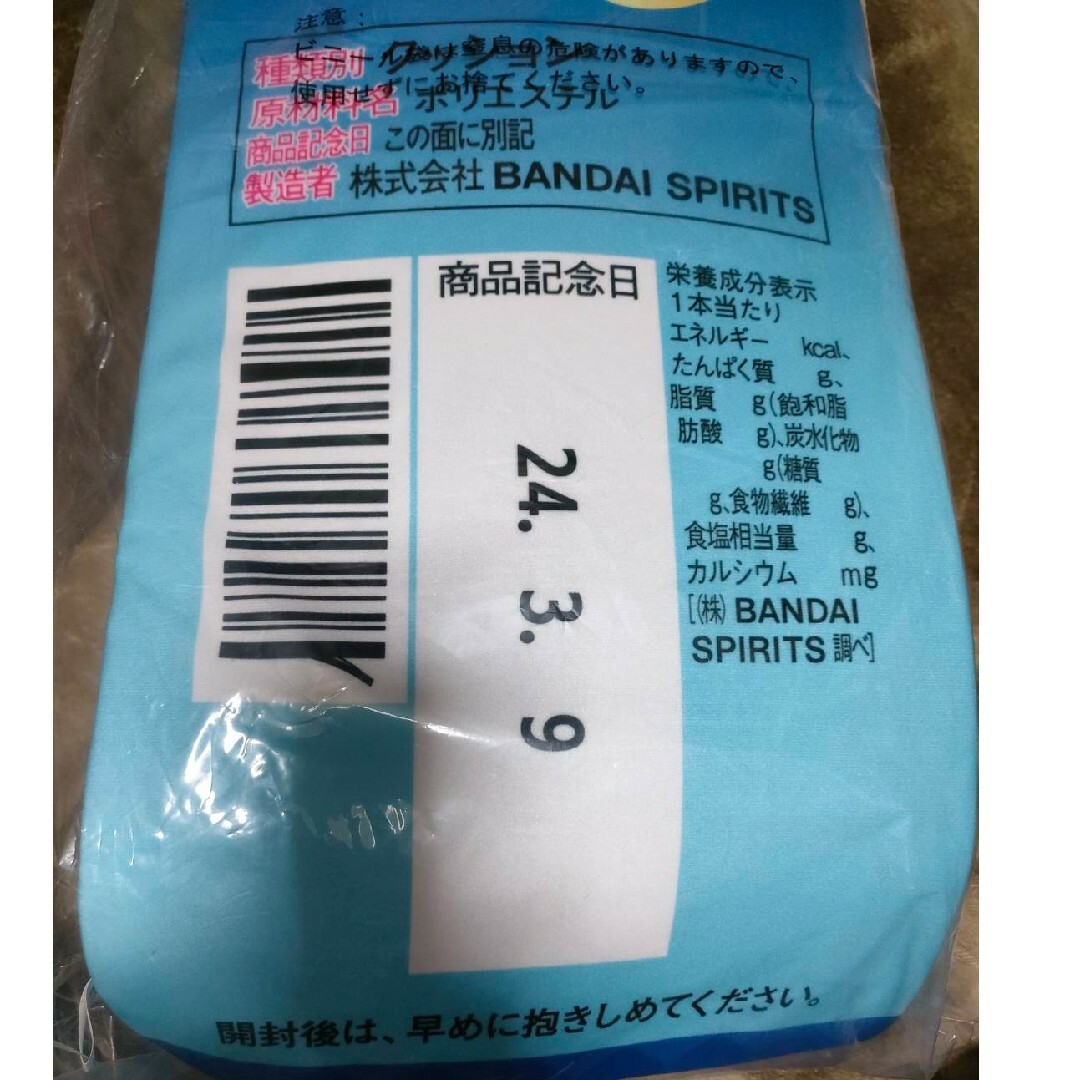 注意：
ビニール袋は窒息の危険がありますので、
使用せずにお捨てください。
種類別 クッション
原材料名 ポリエステル
商品記念日 この面に別記
製造者 株式会社 BANDAI SPIRITS
商品記念日
24. 3. 9
栄養成分表示
1本当たり
エネルギー kcal、
たんぱく質 g、
脂質 g(飽和脂
肪酸 g)、炭水化物
g(糖質
g、食物繊維 g)、
食塩相当量 g、
カルシウム mg
[(株) BANDAI
SPIRITS 調べ]
開封後は、早めに抱きしめてください。